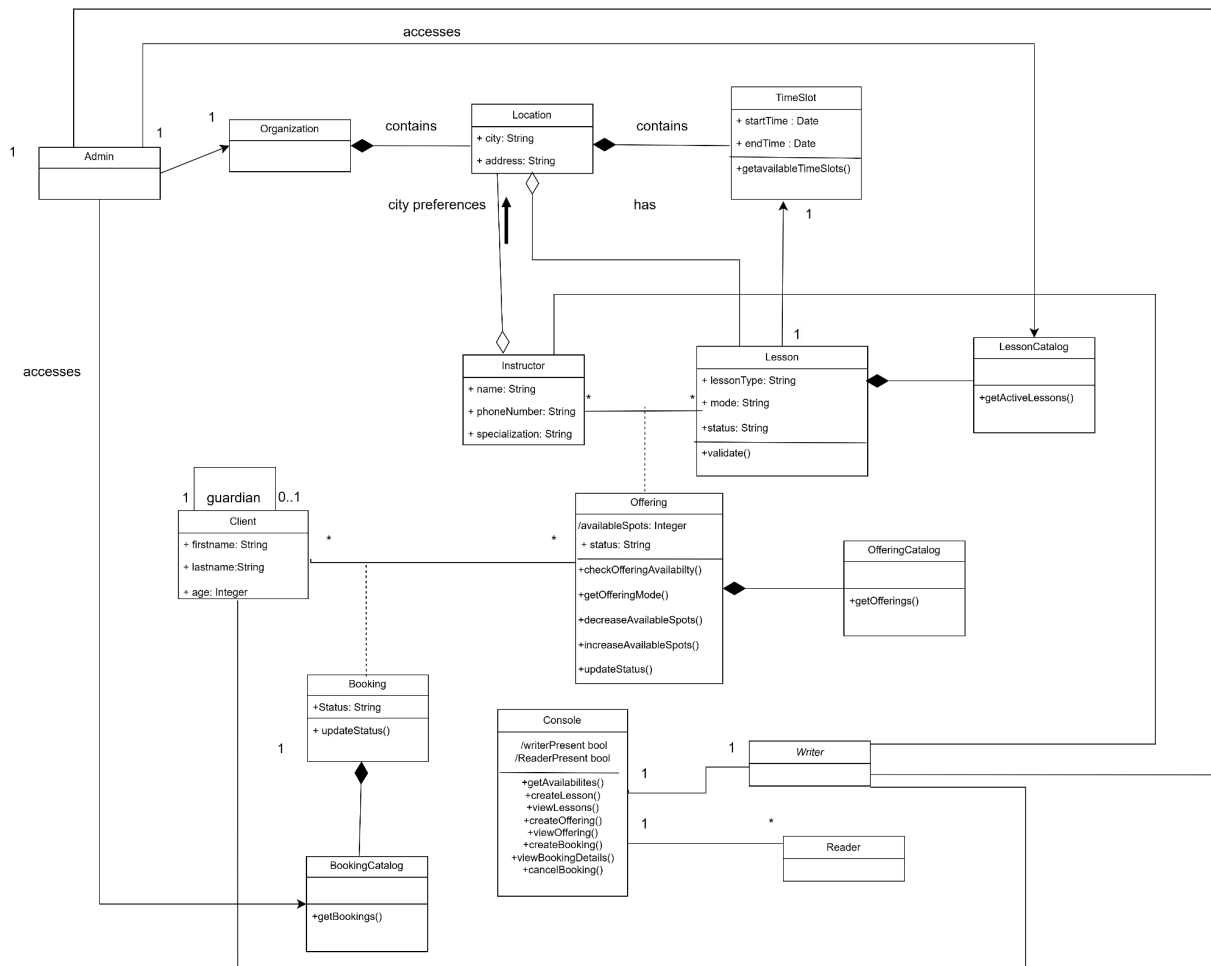 accesses
1
Admin
1
1
Organization
contains
Location
+ city: String
+ address: String
contains
TimeSlot
+ startTime : Date
+ endTime : Date
+getavailableTimeSlots()
city preferences
has
1
1
accesses
Instructor
+ name: String
+ phoneNumber: String
+ specialization: String
*
*
Lesson
+ lessonType: String
+ mode: String
+status: String
+validate()
LessonCatalog
+getActiveLessons()
1
guardian
0..1
Client
+ firstname: String
+ lastname:String
+ age: Integer
*
*
Offering
/availableSpots: Integer
+ status: String
+checkOfferingAvailabilty()
+getOfferingMode()
+decreaseAvailableSpots()
+increaseAvailableSpots()
+updateStatus()
OfferingCatalog
+getOfferings()
Booking
+Status: String
+ updateStatus()
1
BookingCatalog
+getBookings()
Console
/writerPresent bool
/ReaderPresent bool
+getAvailabilites()
+createLesson()
+viewLessons()
+createOffering()
+viewOffering()
+createBooking()
+viewBookingDetails()
+cancelBooking()
1
1
Writer
1
*
Reader